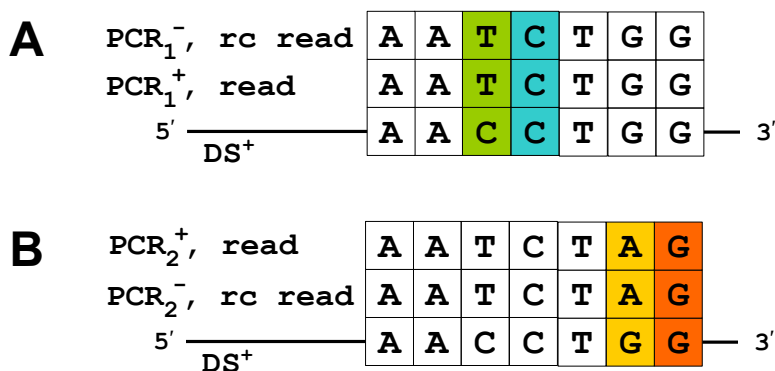 A
PCR₁⁻, rc read A A T C T G G
PCR₁⁺, read A A T C T G G
5′ A A C C T G G 3′
DS⁺
B
PCR₂⁺, read A A T C T A G
PCR₂⁻, rc read A A T C T A G
5′ A A C C T G G 3′
DS⁺